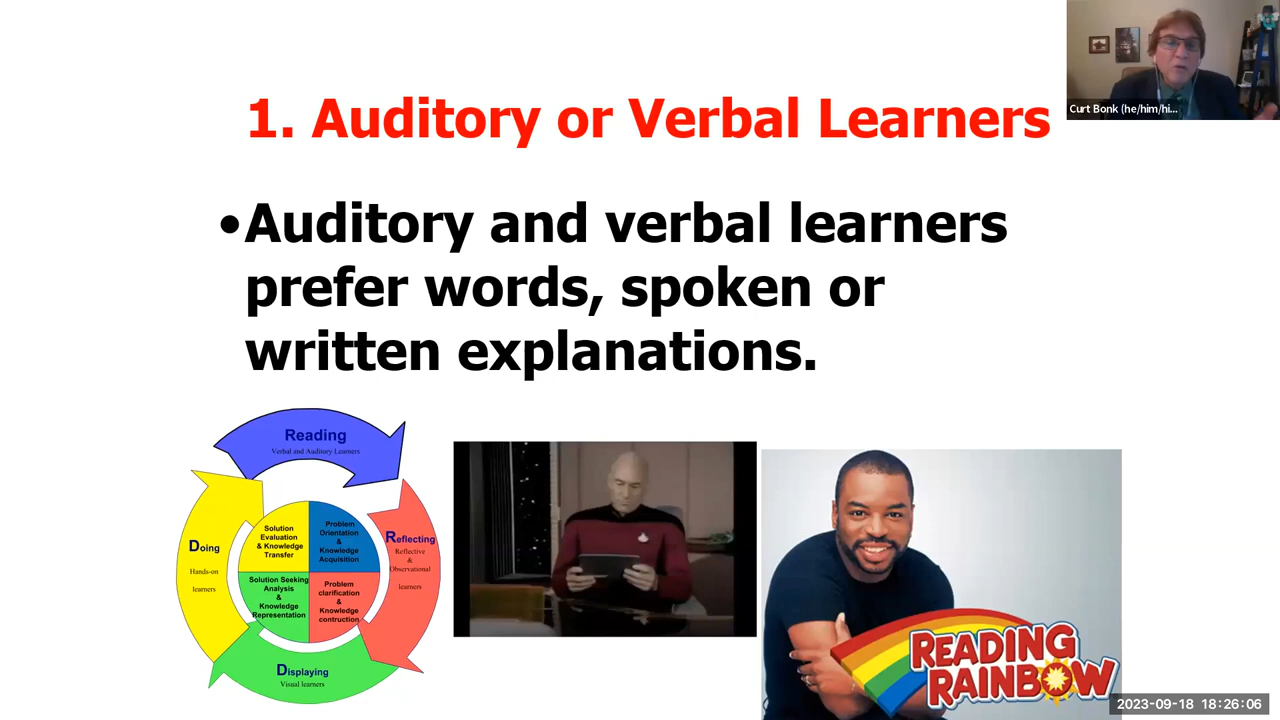 1. Auditory or Verbal Learners
Curt Bonk (he/him/hi...
•Auditory and verbal learners
prefer words, spoken or
written explanations.
Reading
Verbal and Auditory Learners
Doing
Hands-on
learners
Solution
Evaluation
& Knowledge
Transfer
Problem
Orientation
&
Knowledge
Acquisition
Reflecting
Reflective
&
Observational
learners
Solution Seeking
Analysis
&
Knowledge
Representation
Problem
clarification
&
Knowledge
contruction
Displaying
Visual learners
READING
RAINBOW
2023-09-18 18:26:06